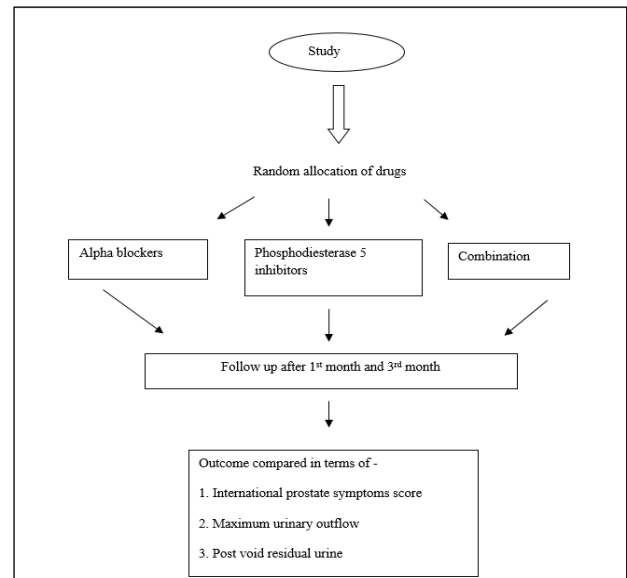 Study
Random allocation of drugs
Alpha blockers
Phosphodiesterase 5
inhibitors
Combination
Follow up after 1st month and 3rd month
Outcome compared in terms of -
1. International prostate symptoms score
2. Maximum urinary outflow
3. Post void residual urine